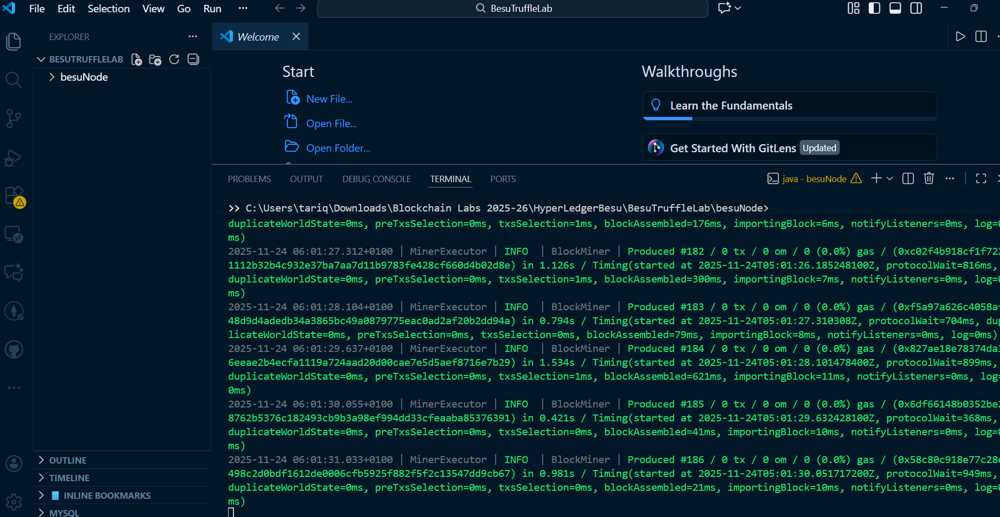 File Edit Selection View Go Run ··· BesuTruffleLab
EXPLORER
BESUTRUFFLELAB
besuNode
OUTLINE
TIMELINE
INLINE BOOKMARKS
MYSQL
Welcome
Start
New File...
Open File...
Open Folder...
Walkthroughs
Learn the Fundamentals
Get Started With GitLens Updated
PROBLEMS OUTPUT DEBUG CONSOLE TERMINAL PORTS java - besuNode
>> C:\Users\tariq\Downloads\Blockchain Labs 2025-26\HyperLedgerBesu\BesuTruffleLab\besuNode>
duplicateWorldState=0ms, preTxsSelection=0ms, txsSelection=1ms, blockAssembled=176ms, importingBlock=6ms, notifyListeners=0ms, log=0
ms)
2025-11-24 06:01:27.312+0100 | MinerExecutor | INFO | BlockMiner | Produced #182 / 0 tx / 0 om / 0 (0.0%) gas / (0xc02f4b918cf1f722
1112b32b4c932e37ba7aa7d11b9783fe428cf660d4b02d8e) in 1.126s / Timing(started at 2025-11-24T05:01:26.185248100Z, protocolWait=816ms,
duplicateWorldState=0ms, preTxsSelection=0ms, txsSelection=1ms, blockAssembled=300ms, importingBlock=7ms, notifyListeners=0ms, log=0
ms)
2025-11-24 06:01:28.104+0100 | MinerExecutor | INFO | BlockMiner | Produced #183 / 0 tx / 0 om / 0 (0.0%) gas / (0xf5a97a626c4058a
48d9d4adedb34a3865bc49a0879775eac0ad2af20b2dd94a) in 0.794s / Timing(started at 2025-11-24T05:01:27.310308Z, protocolWait=704ms, dup
licateWorldState=0ms, preTxsSelection=0ms, txsSelection=0ms, blockAssembled=79ms, importingBlock=8ms, notifyListeners=0ms, log=0ms)
2025-11-24 06:01:29.637+0100 | MinerExecutor | INFO | BlockMiner | Produced #184 / 0 tx / 0 om / 0 (0.0%) gas / (0x827ae18e78374da
6eeae2b4ecfa1119a724aad20d00cae7e5d5aef8716e7b29) in 1.534s / Timing(started at 2025-11-24T05:01:28.101478400Z, protocolWait=899ms,
duplicateWorldState=0ms, preTxsSelection=0ms, txsSelection=1ms, blockAssembled=621ms, importingBlock=11ms, notifyListeners=0ms, log=
0ms)
2025-11-24 06:01:30.055+0100 | MinerExecutor | INFO | BlockMiner | Produced #185 / 0 tx / 0 om / 0 (0.0%) gas / (0x6df66148b0352be2
8762b5376c182493cb9b3a98ef994dd33cfeaaba85376391) in 0.421s / Timing(started at 2025-11-24T05:01:29.632428100Z, protocolWait=368ms,
duplicateWorldState=0ms, preTxsSelection=0ms, txsSelection=0ms, blockAssembled=41ms, importingBlock=10ms, notifyListeners=0ms, log=0
ms)
2025-11-24 06:01:31.033+0100 | MinerExecutor | INFO | BlockMiner | Produced #186 / 0 tx / 0 om / 0 (0.0%) gas / (0x58c80c918e77c28
498c2d0bdf1612de0006cfb5925f882f5f2c13547dd9cb67) in 0.981s / Timing(started at 2025-11-24T05:01:30.051717200Z, protocolWait=949ms,
duplicateWorldState=0ms, preTxsSelection=0ms, txsSelection=0ms, blockAssembled=21ms, importingBlock=10ms, notifyListeners=0ms, log=0
ms)